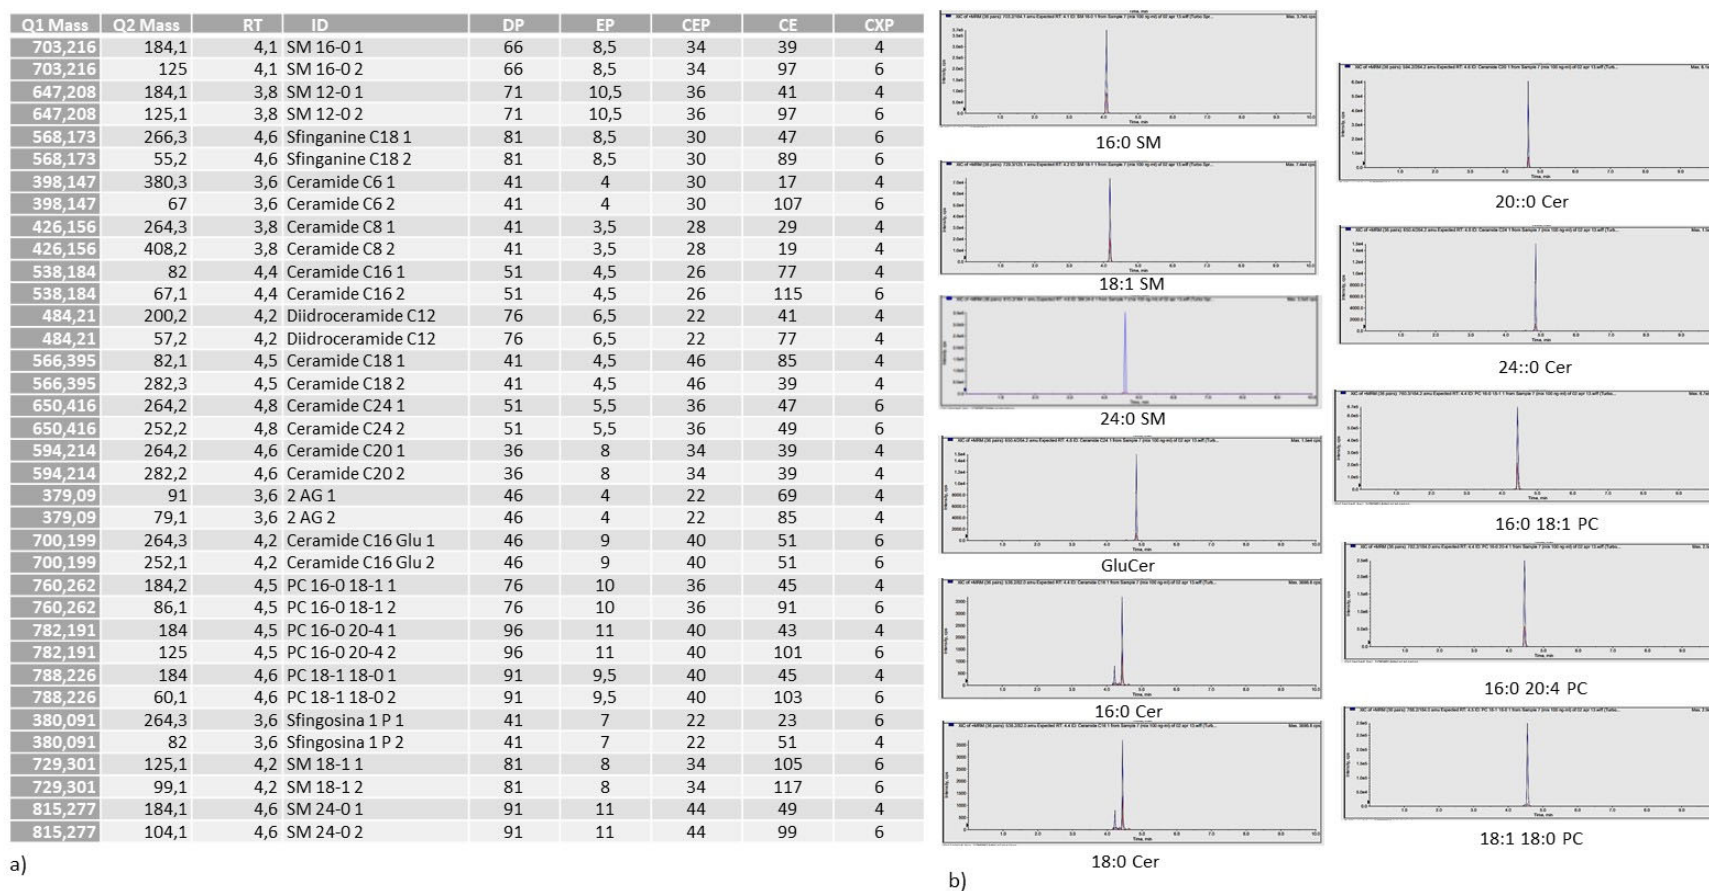 Q1 Mass Q2 Mass RT ID DP EP CEP CE CXP
703,216 184,1 4,1 SM 16-0 1 66 8,5 34 39 4
703,216 125 4,1 SM 16-0 2 66 8,5 34 97 6
647,208 184,1 3,8 SM 12-0 1 71 10,5 36 41 4
647,208 125,1 3,8 SM 12-0 2 71 10,5 36 97 6
568,173 266,3 4,6 Sfinganine C18 1 81 8,5 30 47 6
568,173 55,2 4,6 Sfinganine C18 2 81 8,5 30 89 6
398,147 380,3 3,6 Ceramide C6 1 41 4 30 17 4
398,147 67 3,6 Ceramide C6 2 41 4 30 107 6
426,156 264,3 3,8 Ceramide C8 1 41 3,5 28 29 4
426,156 408,2 3,8 Ceramide C8 2 41 3,5 28 19 4
538,184 82 4,4 Ceramide C16 1 51 4,5 26 77 4
538,184 67,1 4,4 Ceramide C16 2 51 4,5 26 115 6
484,21 200,2 4,2 Diidroceramide C12 76 6,5 22 41 4
484,21 57,2 4,2 Diidroceramide C12 76 6,5 22 77 4
566,395 82,1 4,5 Ceramide C18 1 41 4,5 46 85 4
566,395 282,3 4,5 Ceramide C18 2 41 4,5 46 39 4
650,416 264,2 4,8 Ceramide C24 1 51 5,5 36 47 6
650,416 252,2 4,8 Ceramide C24 2 51 5,5 36 49 6
594,214 264,2 4,6 Ceramide C20 1 36 8 34 39 4
594,214 282,2 4,6 Ceramide C20 2 36 8 34 39 4
379,09 91 3,6 2 AG 1 46 4 22 69 4
379,09 79,1 3,6 2 AG 2 46 4 22 85 4
700,199 264,3 4,2 Ceramide C16 Glu 1 46 9 40 51 6
700,199 252,1 4,2 Ceramide C16 Glu 2 46 9 40 51 6
760,262 184,2 4,5 PC 16-0 18-1 1 76 10 36 45 4
760,262 86,1 4,5 PC 16-0 18-1 2 76 10 36 91 6
782,191 184 4,5 PC 16-0 20-4 1 96 11 40 43 4
782,191 125 4,5 PC 16-0 20-4 2 96 11 40 101 6
788,226 184 4,6 PC 18-1 18-0 1 91 9,5 40 45 4
788,226 60,1 4,6 PC 18-1 18-0 2 91 9,5 40 103 6
380,091 264,3 3,6 Sfingosina 1 P 1 41 7 22 23 6
380,091 82 3,6 Sfingosina 1 P 2 41 7 22 51 4
729,301 125,1 4,2 SM 18-1 1 81 8 34 105 6
729,301 99,1 4,2 SM 18-1 2 81 8 34 117 6
815,277 184,1 4,6 SM 24-0 1 91 11 44 49 4
815,277 104,1 4,6 SM 24-0 2 91 11 44 99 6
a)
16:0 SM
18:1 SM
24:0 SM
GluCer
16:0 Cer
18:0 Cer
20::0 Cer
24::0 Cer
16:0 18:1 PC
16:0 20:4 PC
18:1 18:0 PC
b)